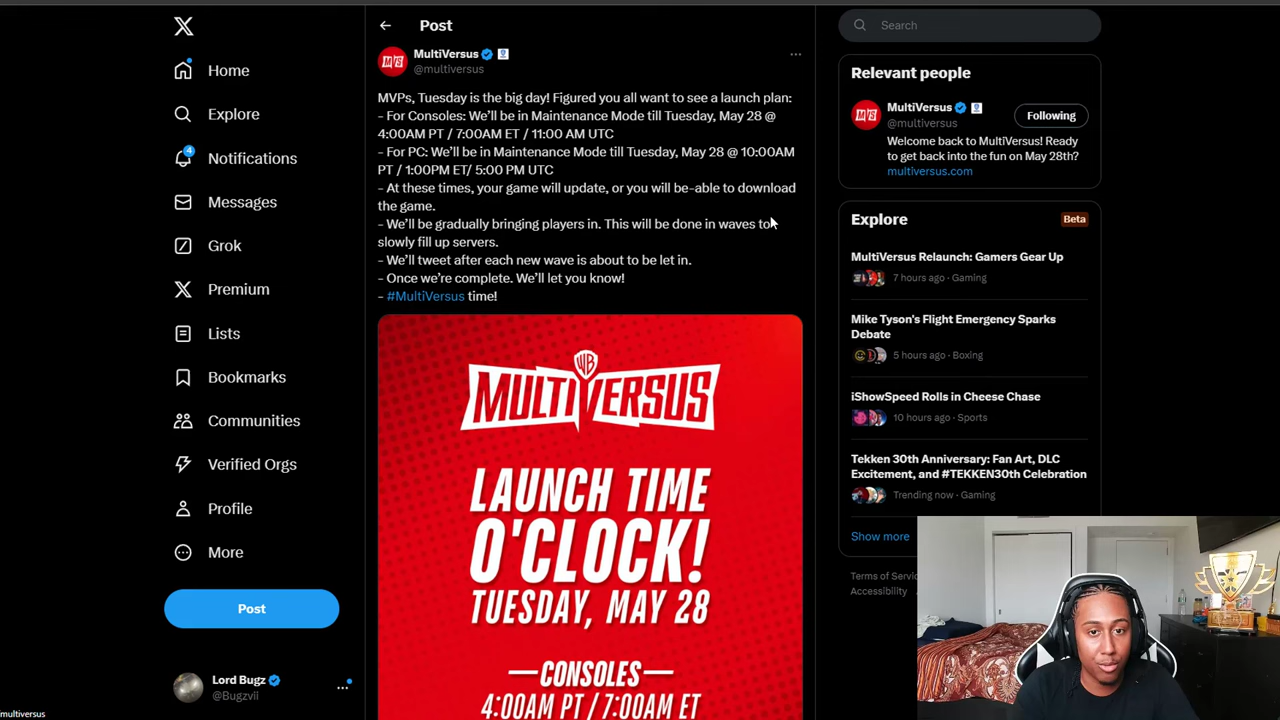 Post
Search
MultiVersus
@multiversus
MVPs, Tuesday is the big day! Figured you all want to see a launch plan:
- For Consoles: We'll be in Maintenance Mode till Tuesday, May 28 @
4:00AM PT / 7:00AM ET / 11:00 AM UTC
- For PC: We'll be in Maintenance Mode till Tuesday, May 28 @ 10:00AM
PT / 1:00PM ET/ 5:00 PM UTC
- At these times, your game will update, or you will be-able to download
the game.
- We'll be gradually bringing players in. This will be done in waves to
slowly fill up servers.
- We'll tweet after each new wave is about to be let in.
- Once we're complete. We'll let you know!
- #MultiVersus time!
WB
MULTIVERSUS
LAUNCH TIME
O'CLOCK!
TUESDAY, MAY 28
—CONSOLES—
4:00AM PT / 7:00AM ET
Home
Explore
4
Notifications
Messages
Grok
Premium
Lists
Bookmarks
Communities
Verified Orgs
Profile
More
Post
Lord Bugz
@Bugzvii
multiversus
Relevant people
MultiVersus
@multiversus
Following
Welcome back to MultiVersus! Ready
to get back into the fun on May 28th?
multiversus.com
Explore
Beta
MultiVersus Relaunch: Gamers Gear Up
7 hours ago · Gaming
Mike Tyson's Flight Emergency Sparks
Debate
5 hours ago · Boxing
iShowSpeed Rolls in Cheese Chase
10 hours ago · Sports
Tekken 30th Anniversary: Fan Art, DLC
Excitement, and #TEKKEN30th Celebration
Trending now · Gaming
Show more
Terms of
Accessibility